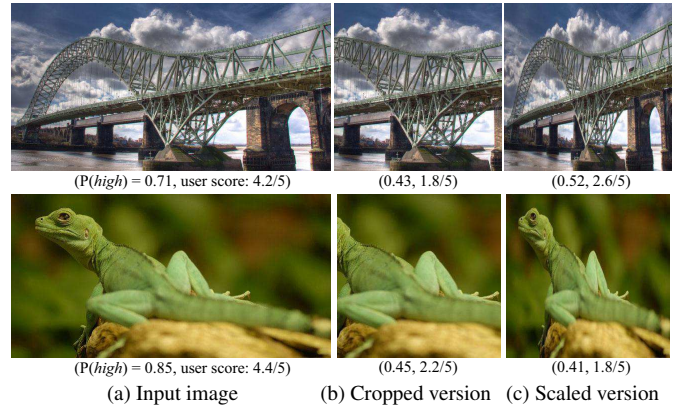 (P(high) = 0.71, user score: 4.2/5) (0.43, 1.8/5) (0.52, 2.6/5)
(P(high) = 0.85, user score: 4.4/5) (0.45, 2.2/5) (0.41, 1.8/5)
(a) Input image (b) Cropped version (c) Scaled version